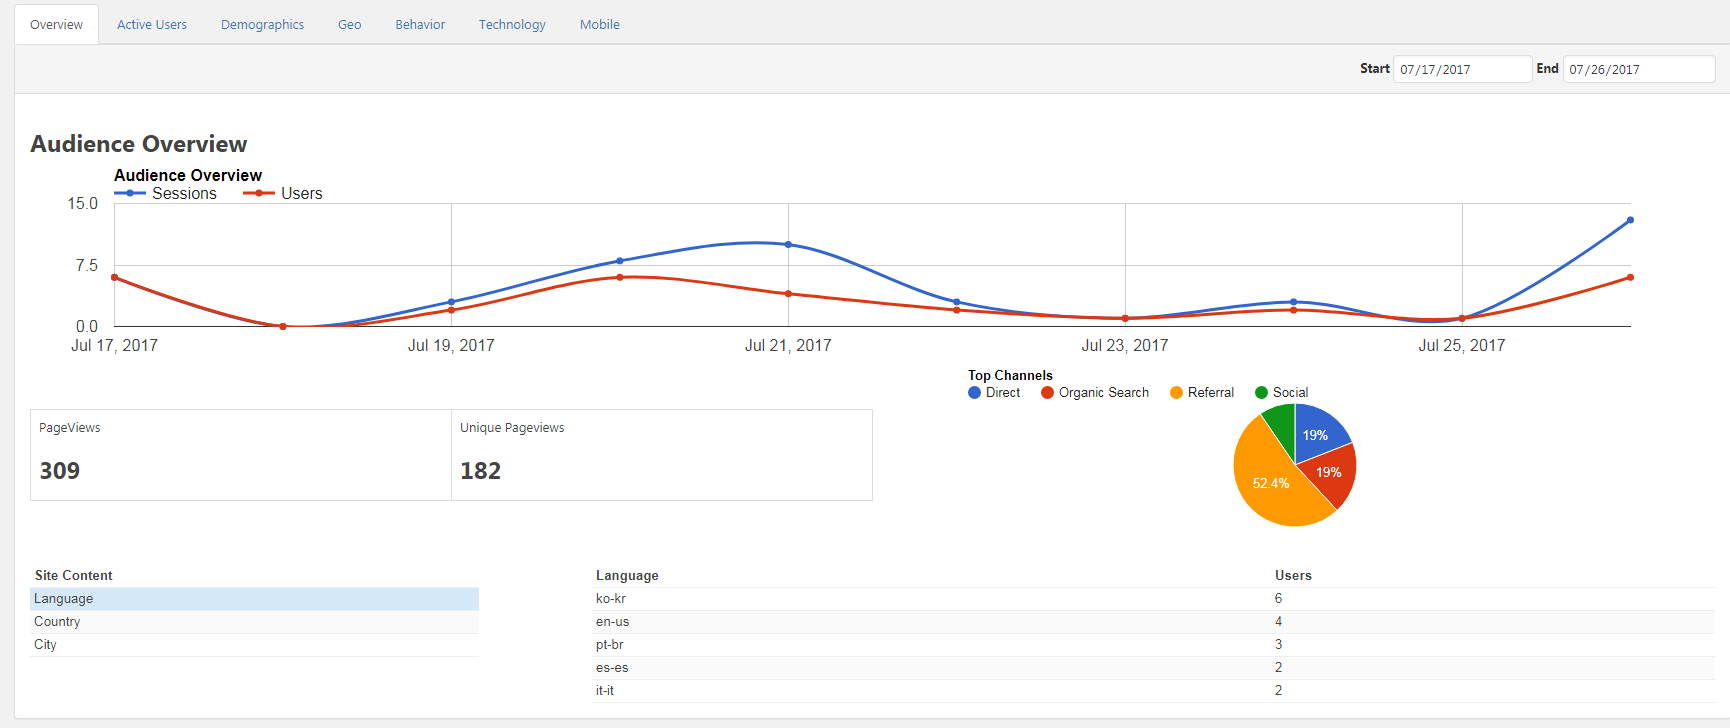 Overview Active Users Demographics Geo Behavior Technology Mobile
Start 07/17/2017 End 07/26/2017
Audience Overview
Audience Overview
Sessions Users
15.0
7.5
0.0
Jul 17, 2017 Jul 19, 2017 Jul 21, 2017 Jul 23, 2017 Jul 25, 2017
Top Channels
Direct Organic Search Referral Social
19%
19%
52.4%
PageViews Unique Pageviews
309 182
Site Content
Language
Country
City
Language Users
ko-kr 6
en-us 4
pt-br 3
es-es 2
it-it 2